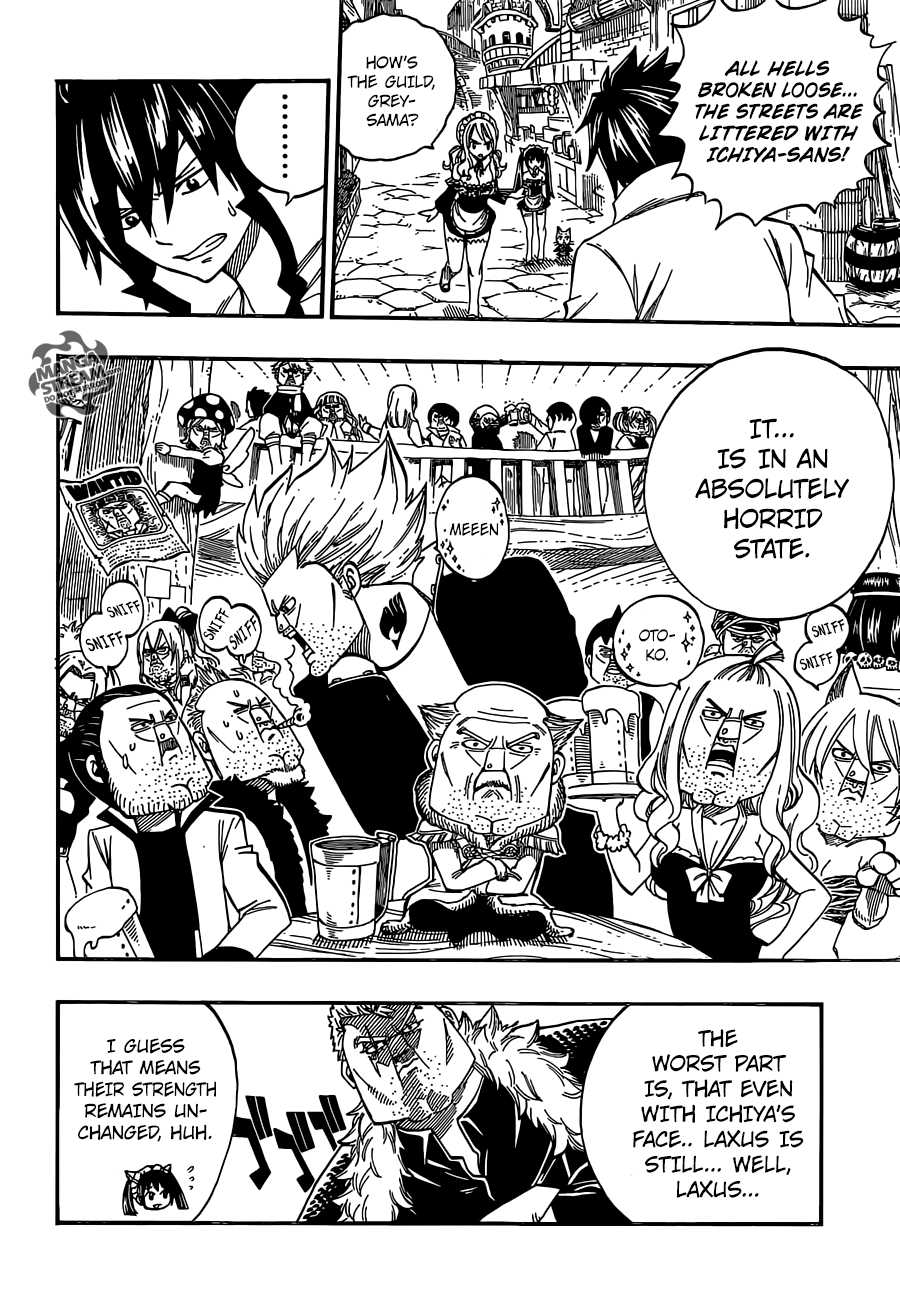 ALL HELLS
BROKEN LOOSE...
THE STREETS ARE
LITTERED WITH
ICHIYA-SANS!
HOW'S
THE GUILD,
GREY-
SAMA?
.........
IT...
IS IN AN
ABSOLUTELY
HORRID
STATE.
MANGA
STREAM
WANTED
MEEEN
OTO-
KO.
SNIFF
SNIFF
SNIFF
SNIFF
SNIFF
SNIFF
THE
WORST PART
IS, THAT EVEN
WITH ICHIYA'S
FACE.. LAXUS IS
STILL... WELL,
LAXUS...
I GUESS
THAT MEANS
THEIR STRENGTH
REMAINS UN-
CHANGED, HUH.